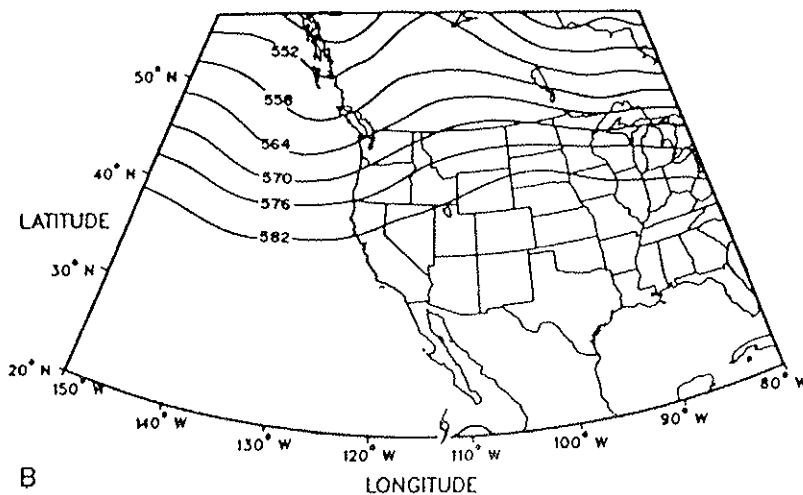 552
50° N
558
564
570
40° N
576
LATITUDE
582
30° N
20° N
150° W
80° W
140° W
90° W
130° W
100° W
120° W
110° W
B
LONGITUDE